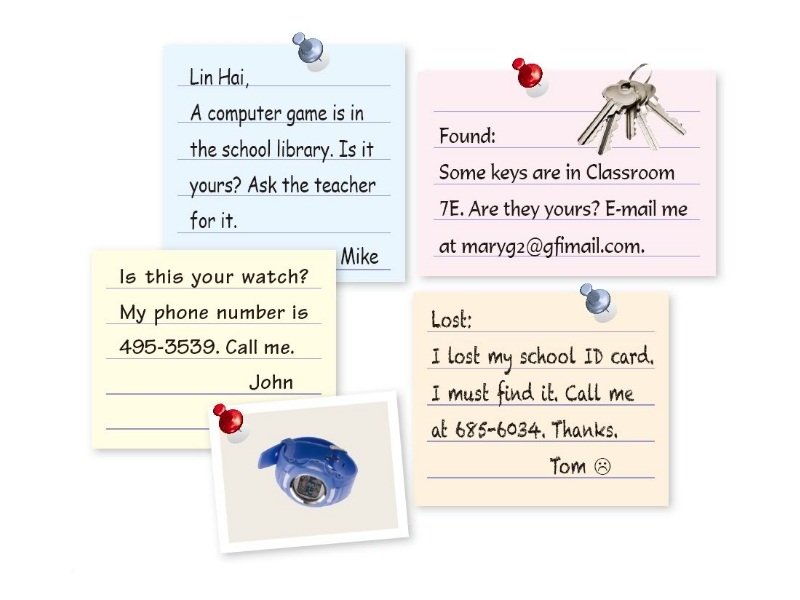 Lin Hai,
A computer game is in
the school library. Is it
yours? Ask the teacher
for it.
Mike
Found:
Some keys are in Classroom
7E. Are they yours? E-mail me
at maryg2@gfimail.com.
Is this your watch?
My phone number is
495-3539. Call me.
John
Lost:
I lost my school ID card.
I must find it. Call me
at 685-6034. Thanks.
Tom ☹